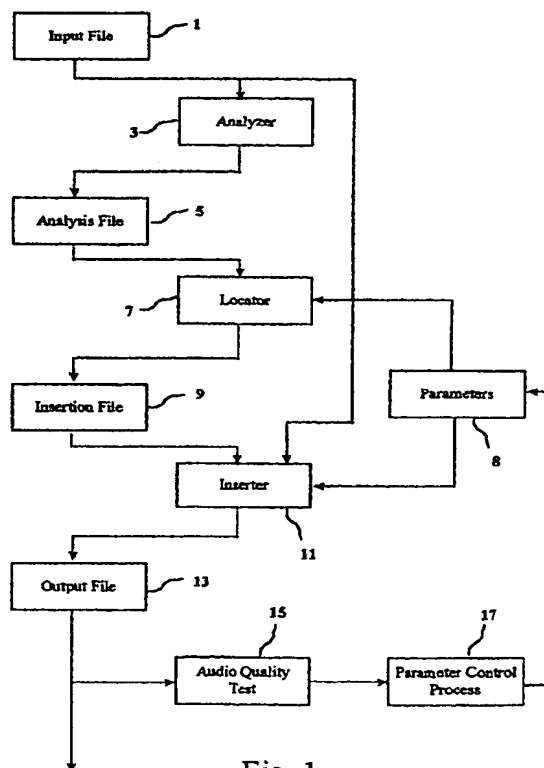 Input File
1
Analyzer
3
Analysis File
5
Locator
7
Insertion File
9
Parameters
8
Inserter
11
Output File
13
15
Audio Quality
Test
17
Parameter Control
Process
Fig. 1